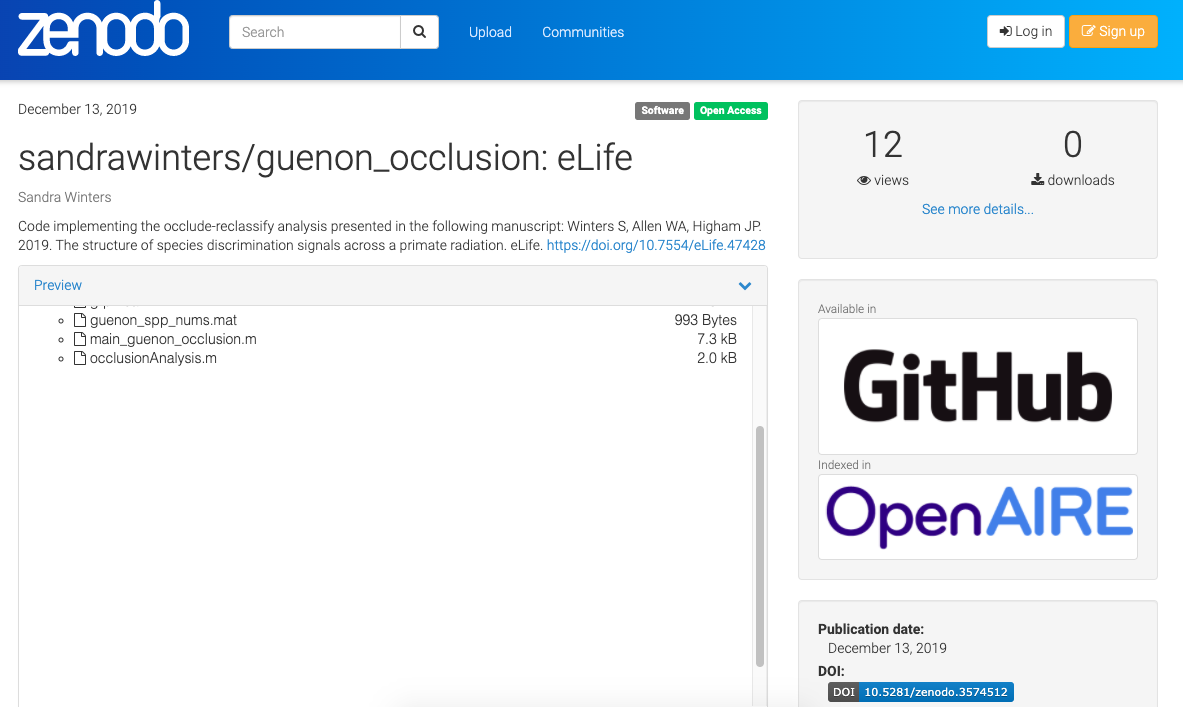 zenodo
Search
Upload
Communities
Log in
Sign up
December 13, 2019
Software
Open Access
sandrawinters/guenon_occlusion: eLife
Sandra Winters
Code implementing the occlude-reclassify analysis presented in the following manuscript: Winters S, Allen WA, Higham JP.
2019. The structure of species discrimination signals across a primate radiation. eLife. https://doi.org/10.7554/eLife.47428
Preview
guenon_spp_nums.mat 993 Bytes
main_guenon_occlusion.m 7.3 kB
occlusionAnalysis.m 2.0 kB
12 0
views downloads
See more details...
Available in
GitHub
Indexed in
OpenAIRE
Publication date:
December 13, 2019
DOI:
DOI 10.5281/zenodo.3574512